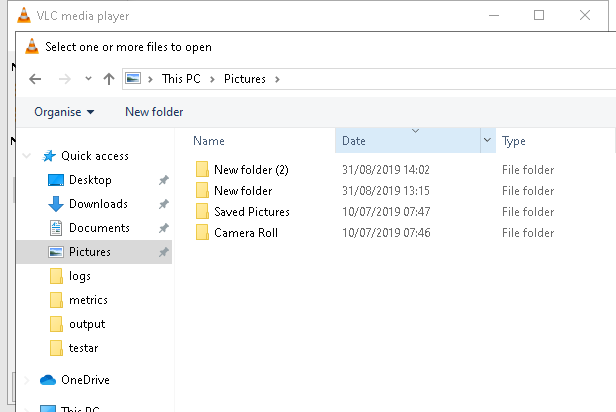 VLC media player
Select one or more files to open
This PC > Pictures >
Organise New folder
Name Date Type
Quick access
Desktop
Downloads
Documents
Pictures
logs
metrics
output
testar
OneDrive
This PC
New folder (2) 31/08/2019 14:02 File folder
New folder 31/08/2019 13:15 File folder
Saved Pictures 10/07/2019 07:47 File folder
Camera Roll 10/07/2019 07:46 File folder